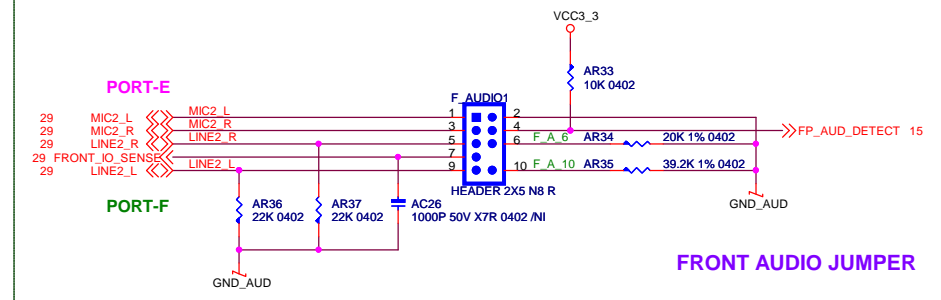 VCC3_3
AR33
10K 0402
PORT-E
F_AUDIO1
29 MIC2_L MIC2_L 1 2
29 MIC2_R MIC2_R 3 4 FP_AUD_DETECT 15
29 LINE2_R LINE2_R 5 6 F_A_6 AR34 20K 1% 0402
29 FRONT_IO_SENSE 7
29 LINE2_L LINE2_L 9 10 F_A_10 AR35 39.2K 1% 0402
HEADER 2X5 N8 R
PORT-F
AR36
22K 0402
AR37
22K 0402
AC26
1000P 50V X7R 0402 /NI
GND_AUD
GND_AUD
FRONT AUDIO JUMPER